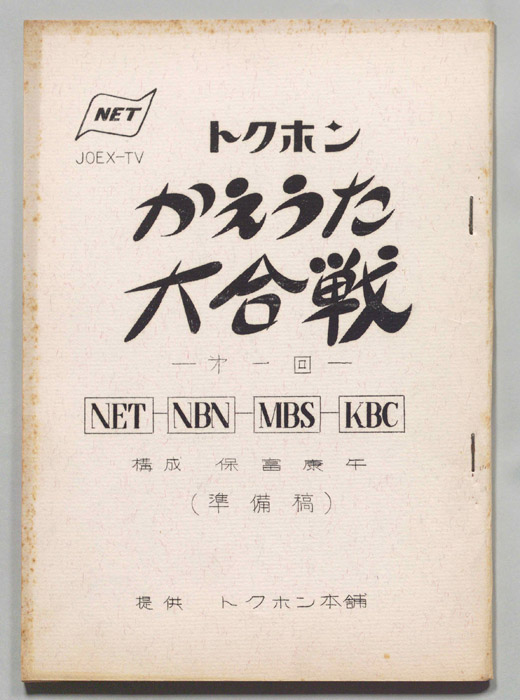 NET
JOEX-TV
トクホン
かえうた
大合戦
—才一回—
NET-NBN-MBS-KBC
構成 保富康午
(準備稿)
提供 トクホン本舗